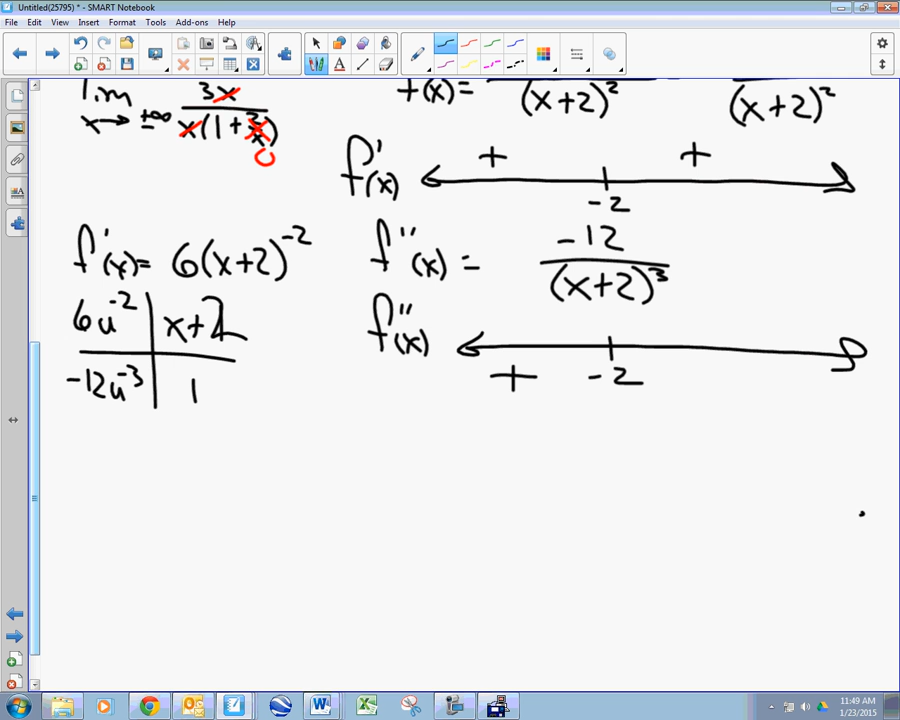 Untitled(25795) * - SMART Notebook
File Edit View Insert Format Tools Add-ons Help
lim x→±∞ 3x / x(1+2/x)
0
f'(x)= (x+2)² (x+2)²
f'(x) + -2 +
f'(x)= 6(x+2)⁻²
f''(x) = -12 / (x+2)³
6u⁻² | x+2
-12u⁻³ | 1
f''(x) + -2
11:49 AM
1/23/2015